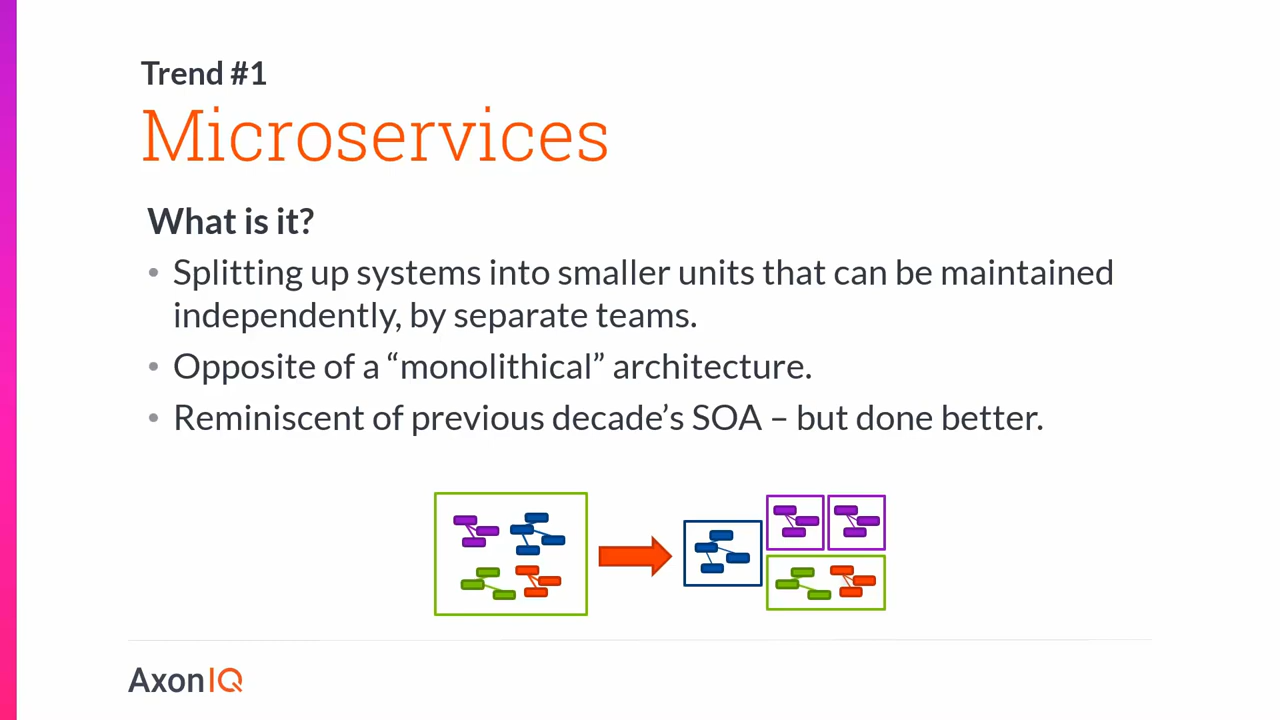 Trend #1
Microservices
What is it?
• Splitting up systems into smaller units that can be maintained
independently, by separate teams.
• Opposite of a “monolithical” architecture.
• Reminiscent of previous decade’s SOA – but done better.
AxonIQ